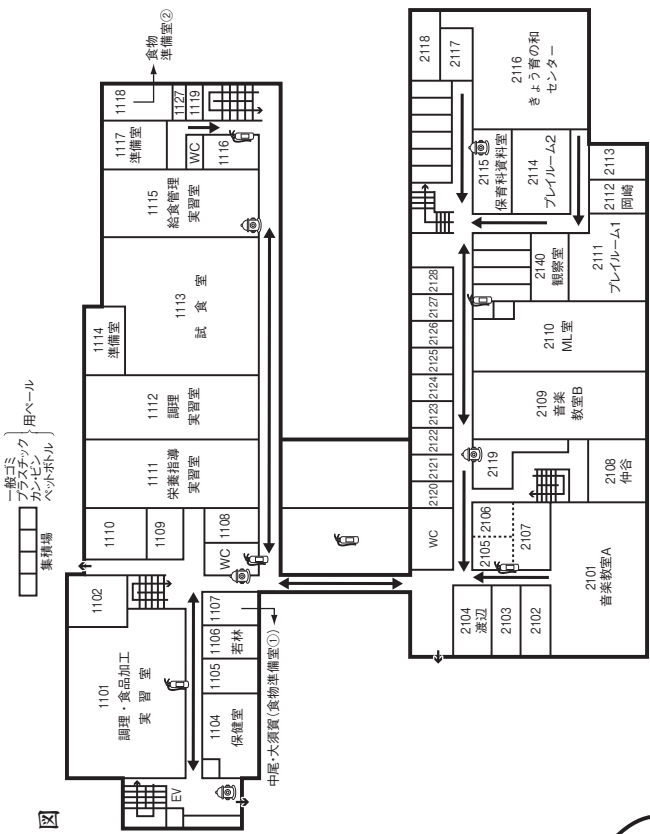 図
一般ゴミ
プラスチック
カン・ビン
ペットボトル
用ペール
集積場
1101
調理・食品加工
実習室
1102
EV
1104
保健室
1105
1106
若林
1107
中尾・大須賀(食物準備室①)
1110
1109
WC
1108
1111
栄養指導
実習室
1112
調理
実習室
1114
準備室
1113
試食室
1115
給食管理
実習室
1117
準備室
WC
1116
1118
1127
1119
食物
準備室②
2101
音楽教室A
2102
2103
2104
渡辺
2105
2106
2107
WC
2108
仲谷
2119
2120
2121
2122
2123
2124
2125
2126
2127
2128
2109
音楽
教室B
2110
ML室
2140
観察室
2111
プレイルーム1
2112
岡崎
2113
2114
プレイルーム2
2115
保育科資料室
2116
きょう育の和
センター
2117
2118